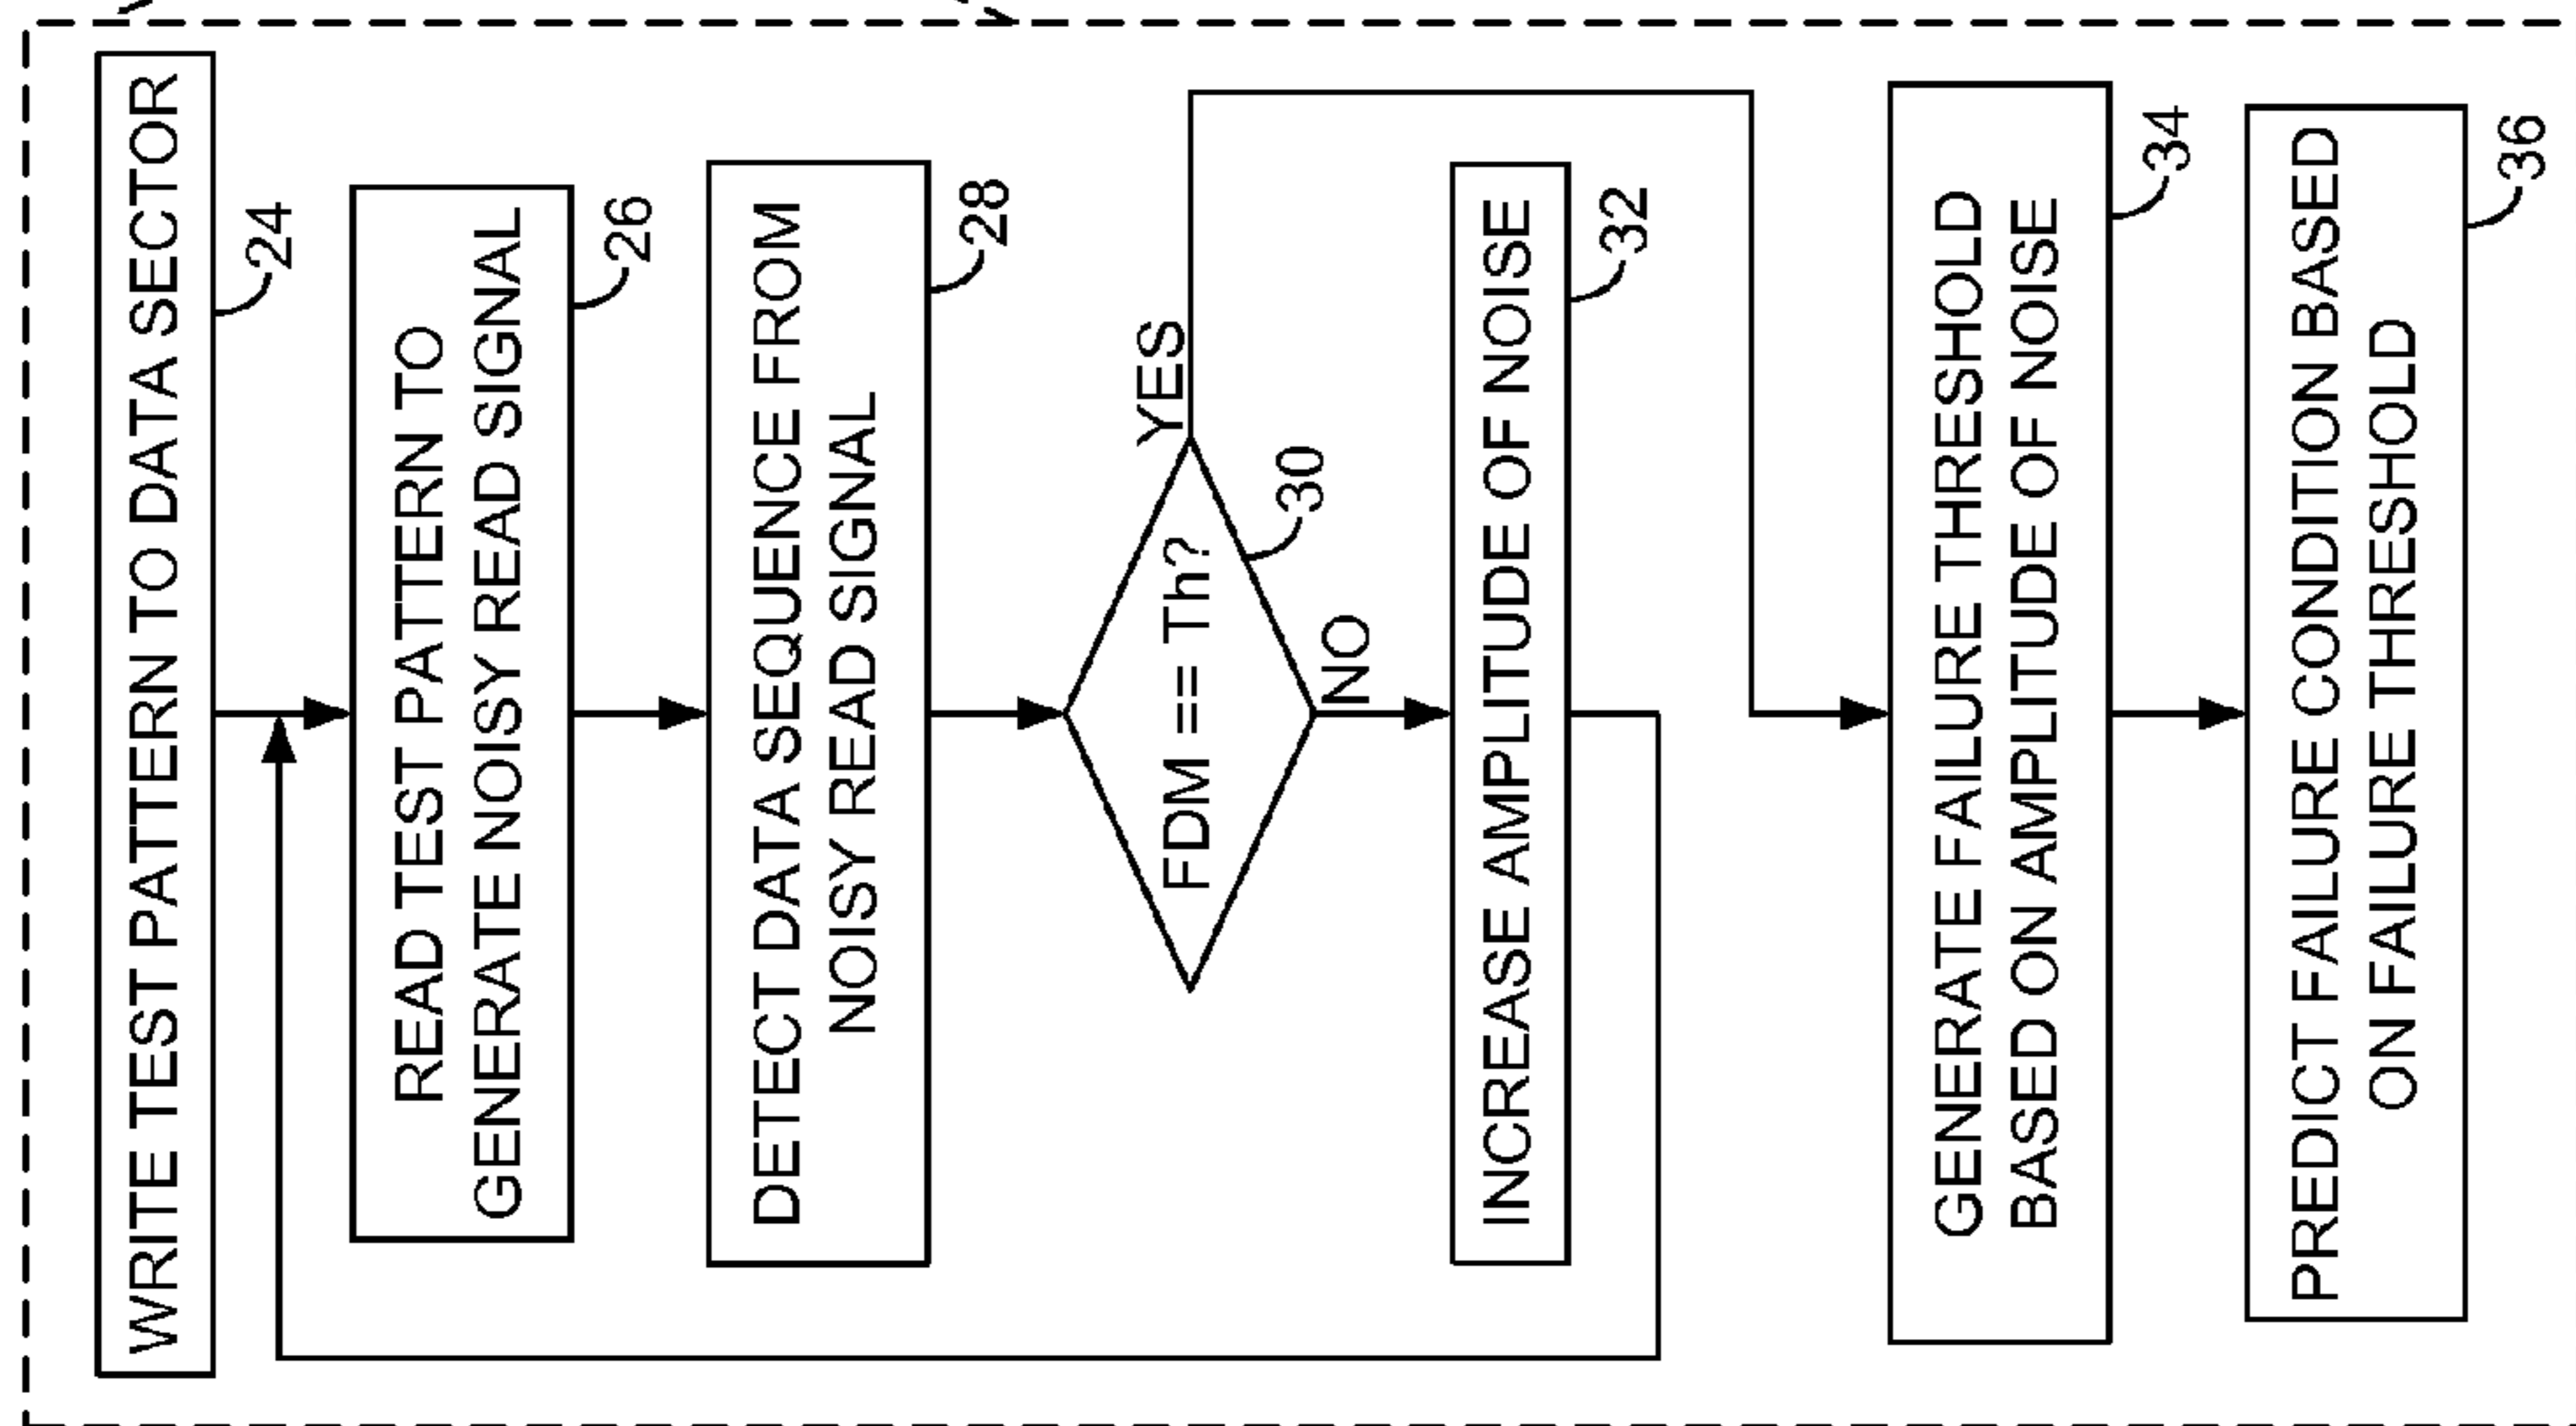 WRITE TEST PATTERN TO DATA SECTOR
24
READ TEST PATTERN TO
GENERATE NOISY READ SIGNAL
26
DETECT DATA SEQUENCE FROM
NOISY READ SIGNAL
28
YES
FDM == Th?
30
NO
INCREASE AMPLITUDE OF NOISE
32
GENERATE FAILURE THRESHOLD
BASED ON AMPLITUDE OF NOISE
34
PREDICT FAILURE CONDITION BASED
ON FAILURE THRESHOLD
36